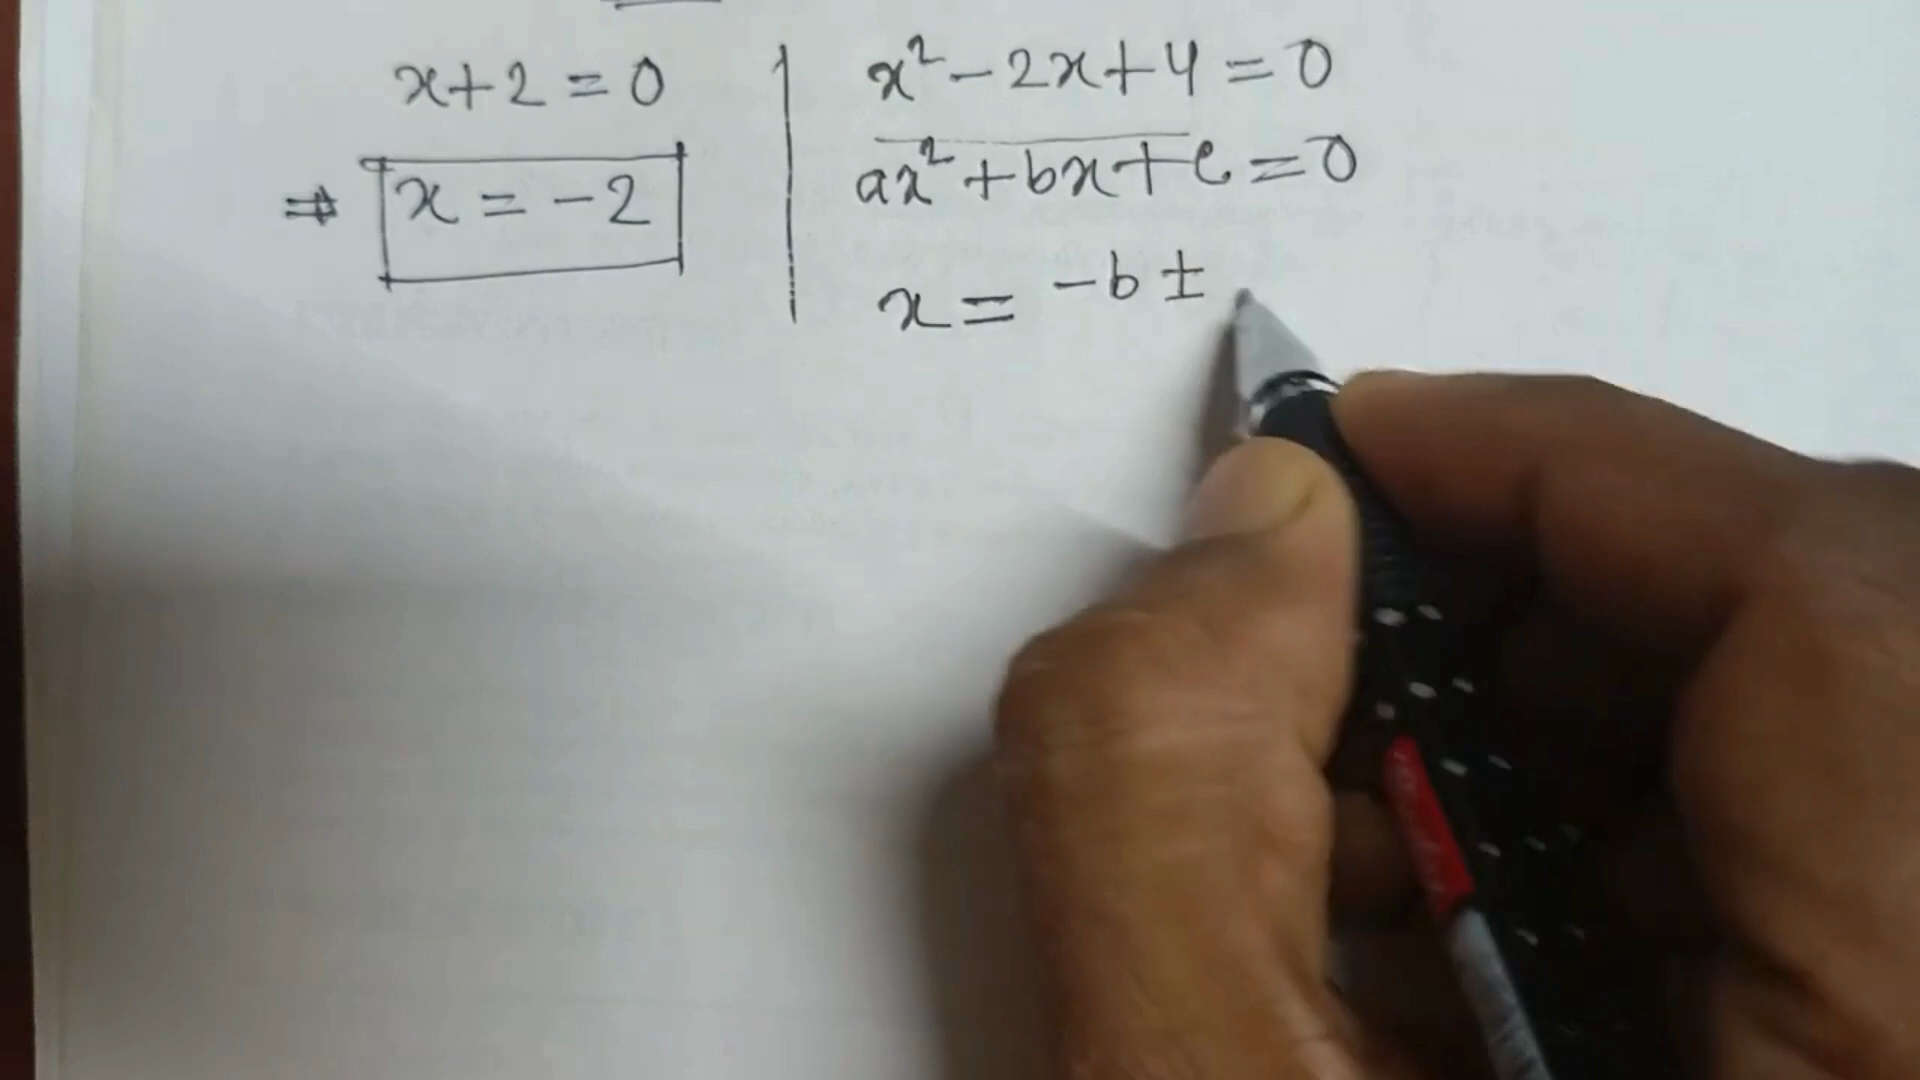 x+2=0
⇒ x=-2
x²-2x+4=0
ax²+bx+c=0
x= -b ±